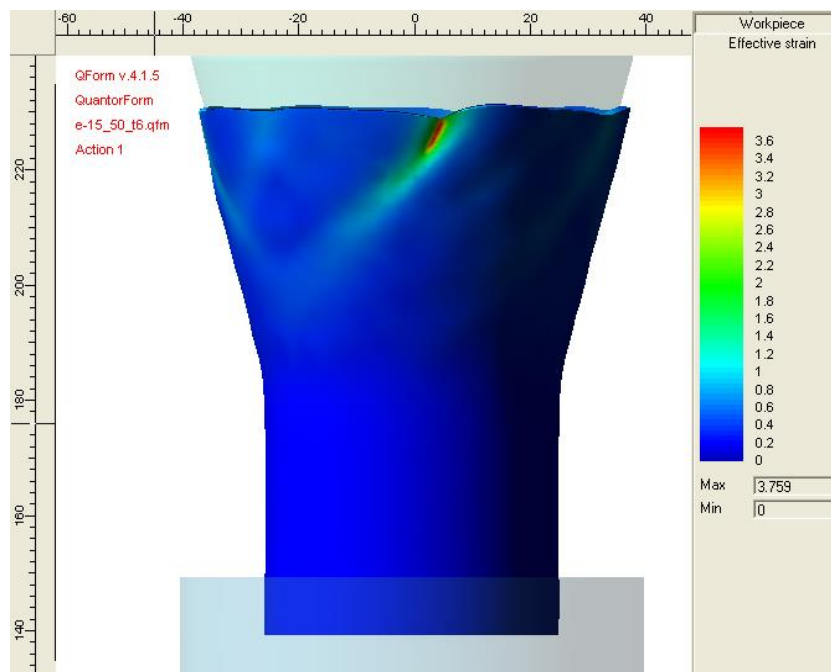 -60 -40 -20 0 20 40
Workpiece
Effective strain
QForm v.4.1.5
QuantorForm
e-15_50_t6.qfm
Action 1
220
200
180
160
140
3.6
3.4
3.2
3
2.8
2.6
2.4
2.2
2
1.8
1.6
1.4
1.2
1
0.8
0.6
0.4
0.2
0
Max 3.759
Min 0